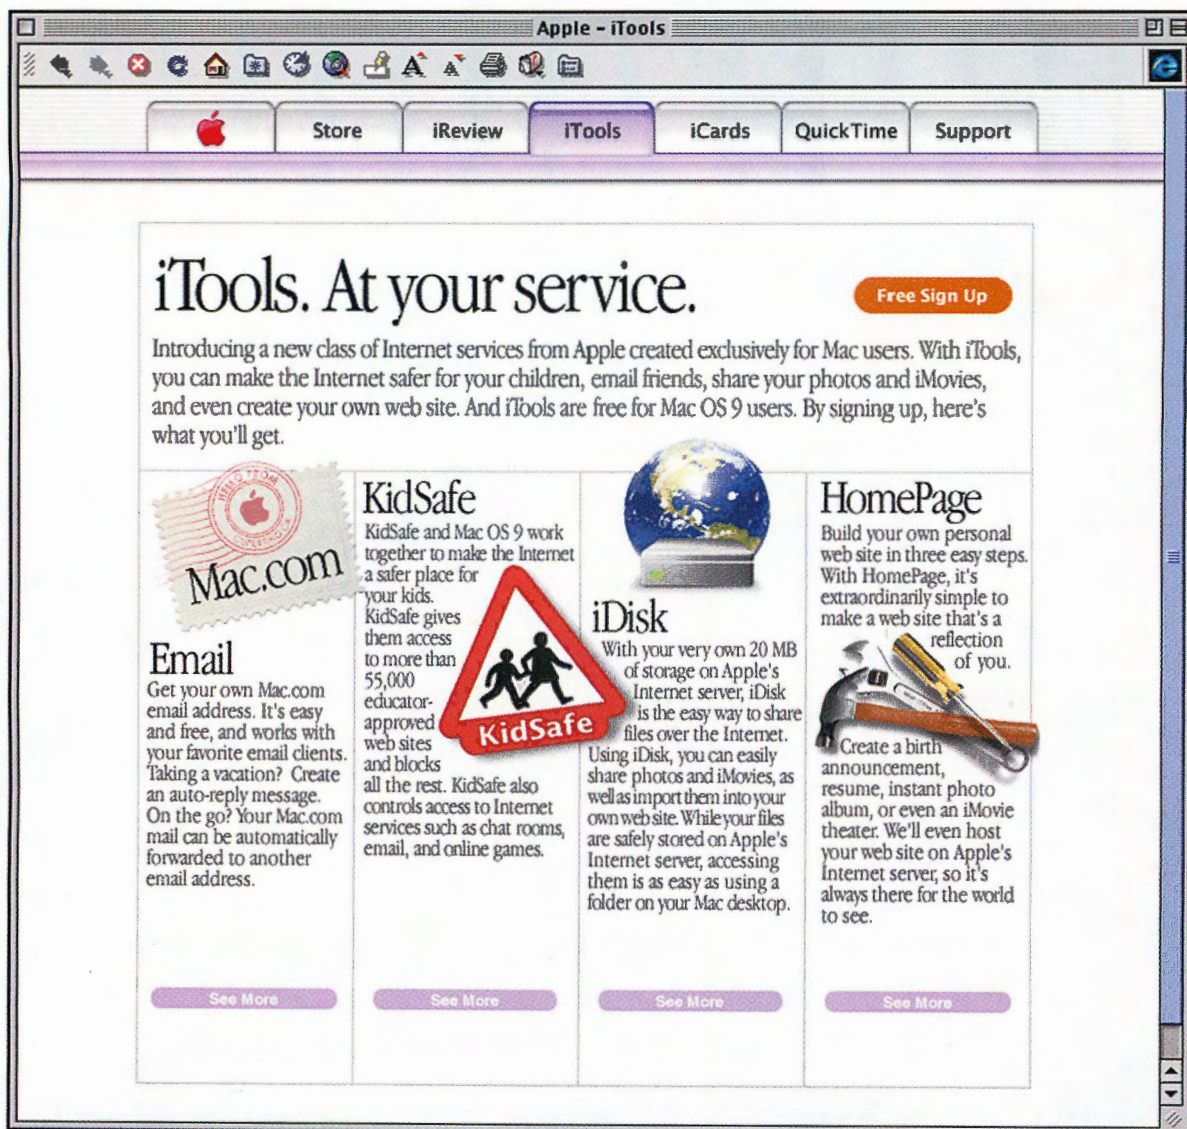 Apple – iTools
Store
iReview
iTools
iCards
QuickTime
Support
iTools. At your service.
Free Sign Up
Introducing a new class of Internet services from Apple created exclusively for Mac users. With iTools,
you can make the Internet safer for your children, email friends, share your photos and iMovies,
and even create your own web site. And iTools are free for Mac OS 9 users. By signing up, here's
what you'll get.
HELLO FROM
CUPERTINO, CA
Mac.com
Email
Get your own Mac.com
email address. It's easy
and free, and works with
your favorite email clients.
Taking a vacation? Create
an auto-reply message.
On the go? Your Mac.com
mail can be automatically
forwarded to another
email address.
See More
KidSafe
KidSafe and Mac OS 9 work
together to make the Internet
a safer place for
your kids.
KidSafe gives
them access
to more than
55,000
educator-
approved
web sites
and blocks
all the rest. KidSafe also
controls access to Internet
services such as chat rooms,
email, and online games.
KidSafe
See More
iDisk
With your very own 20 MB
of storage on Apple's
Internet server, iDisk
is the easy way to share
files over the Internet.
Using iDisk, you can easily
share photos and iMovies, as
well as import them into your
own web site. While your files
are safely stored on Apple's
Internet server, accessing
them is as easy as using a
folder on your Mac desktop.
See More
HomePage
Build your own personal
web site in three easy steps.
With HomePage, it's
extraordinarily simple to
make a web site that's a
reflection
of you.
Create a birth
announcement,
resume, instant photo
album, or even an iMovie
theater. We'll even host
your web site on Apple's
Internet server, so it's
always there for the world
to see.
See More